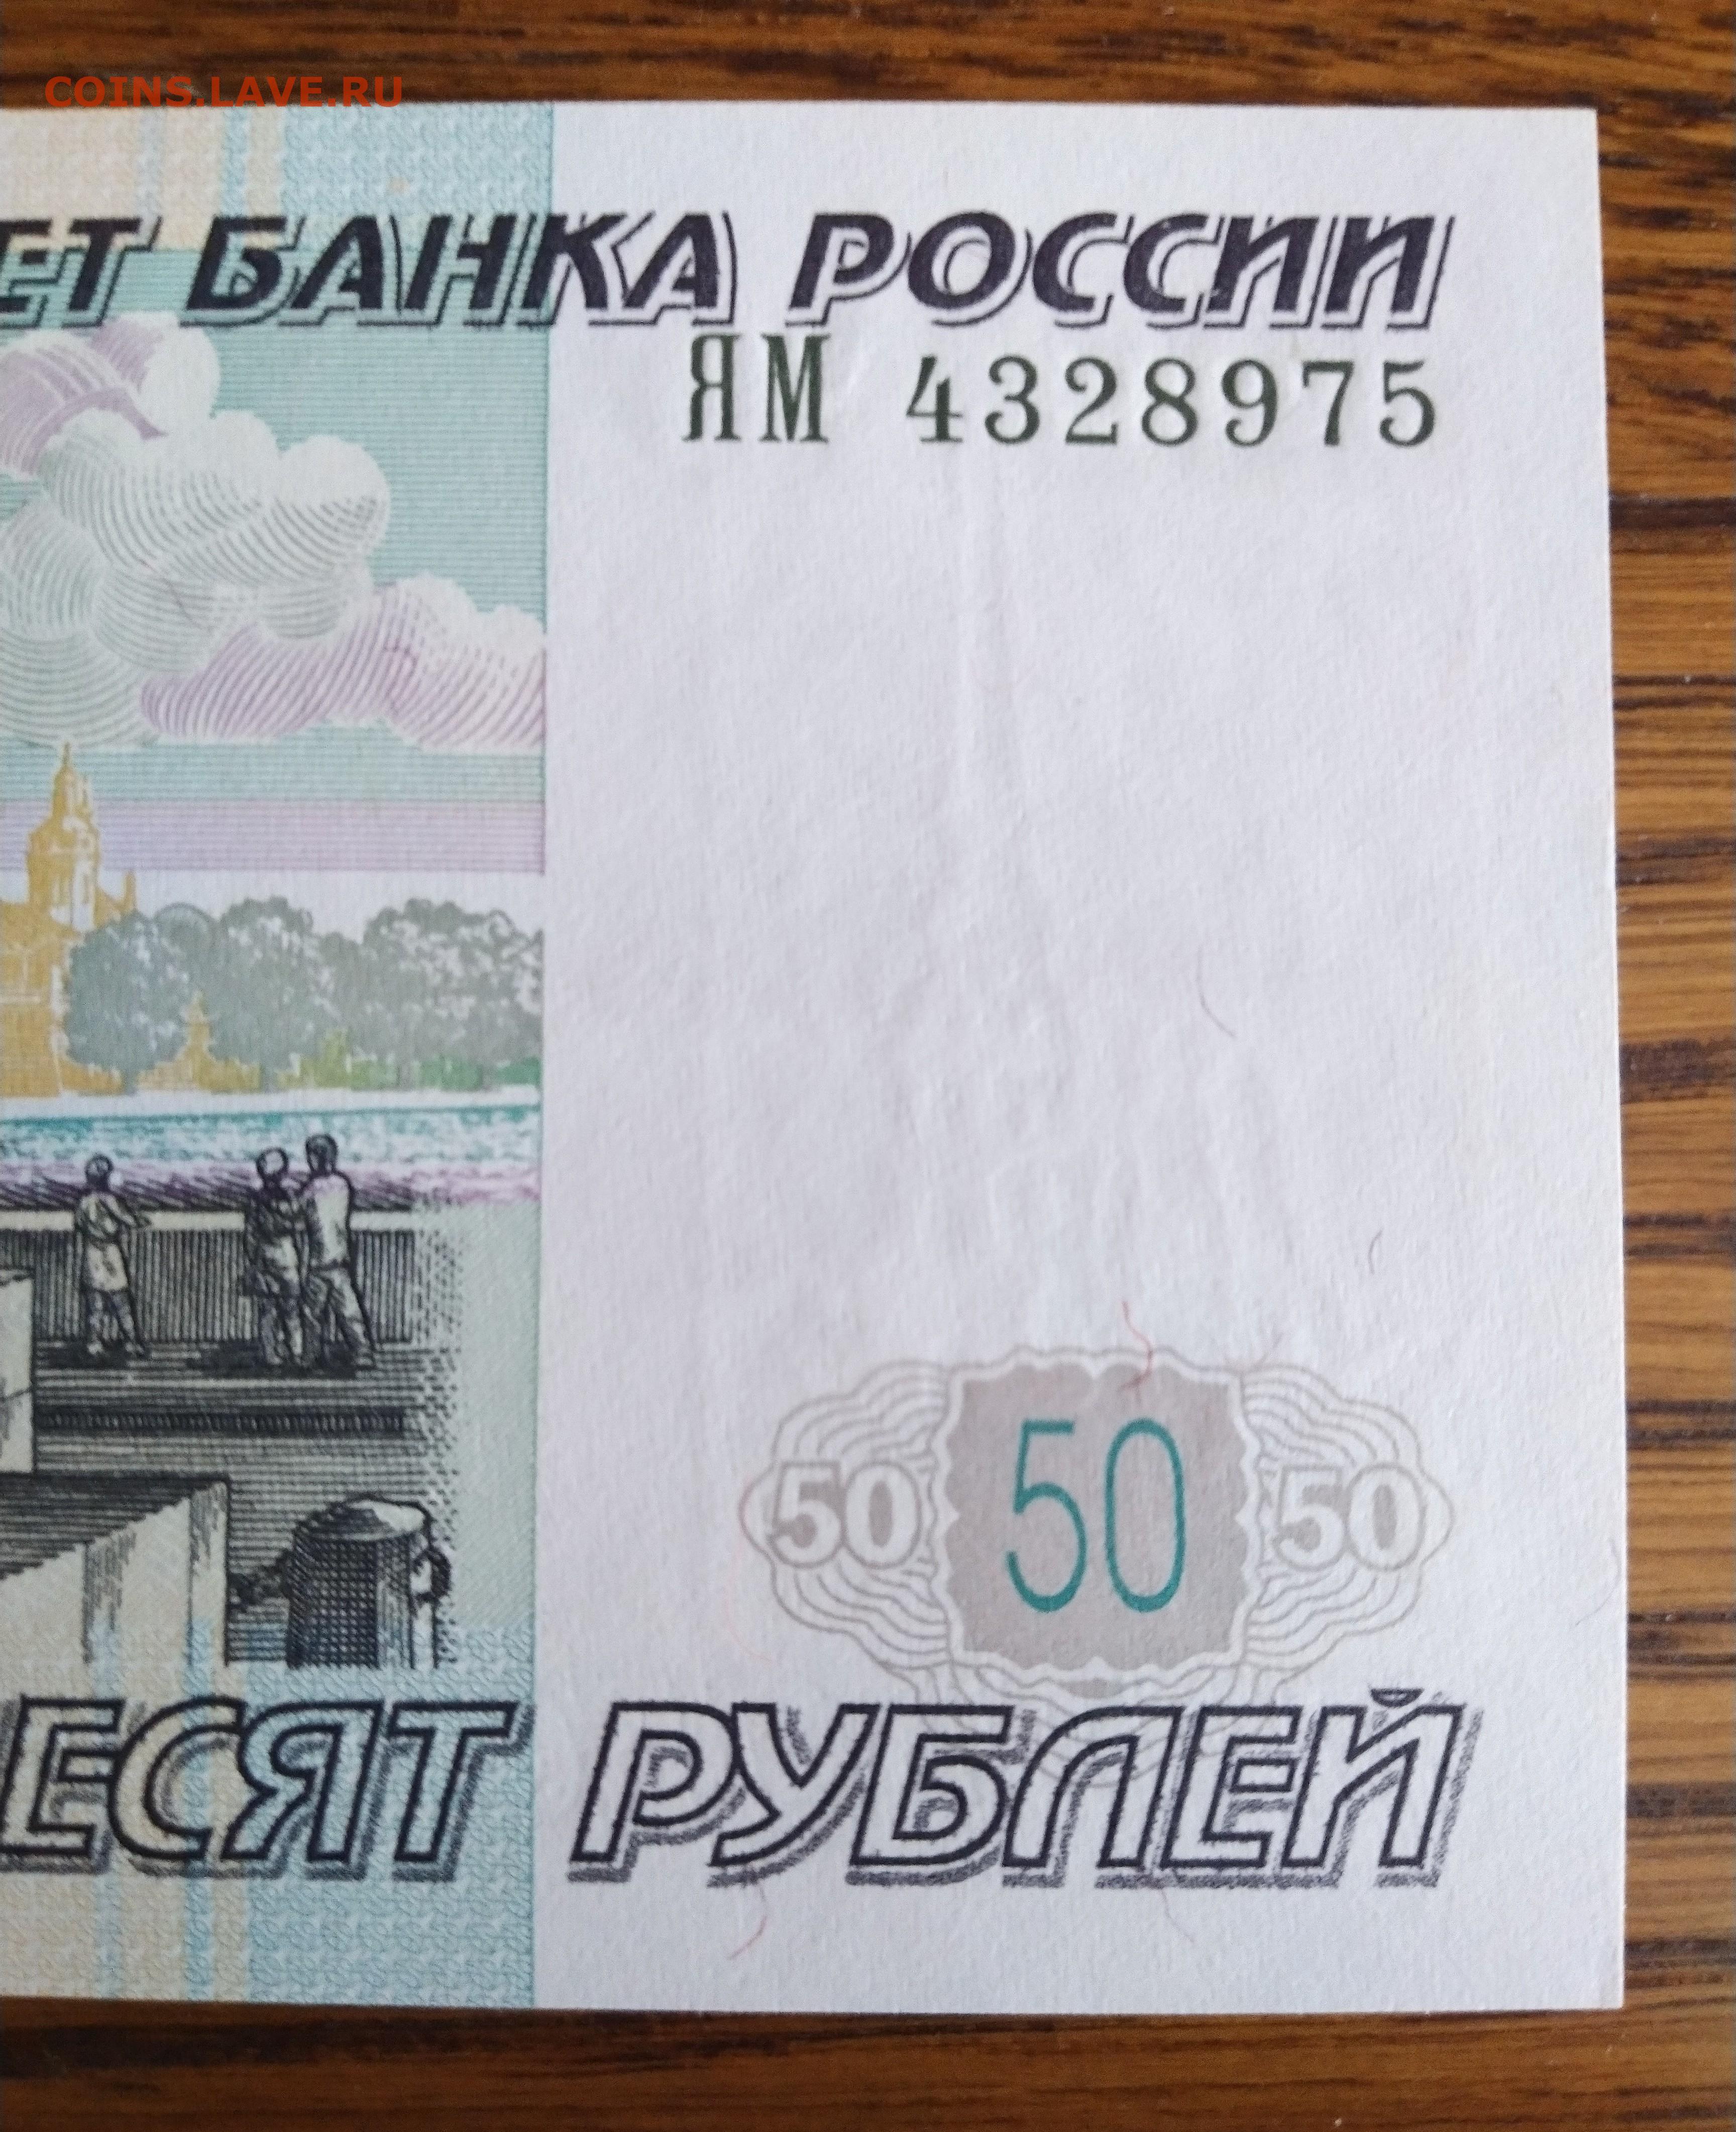 COINS.LAVE.RU
ЕТ БАНКА РОССИИ
ЯМ 4328975
50 50 50
ЕСЯТ РУБЛЕЙ